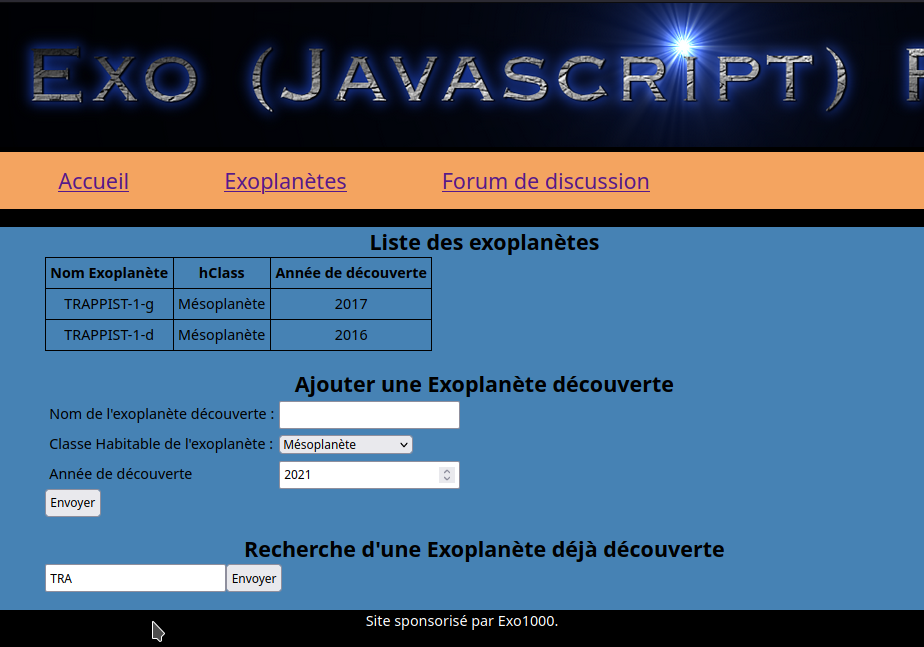 Exo (Javascript)
Accueil Exoplanètes Forum de discussion
Liste des exoplanètes
Nom Exoplanète hClass Année de découverte
TRAPPIST-1-g Mésoplanète 2017
TRAPPIST-1-d Mésoplanète 2016
Ajouter une Exoplanète découverte
Nom de l'exoplanète découverte :
Classe Habitable de l'exoplanète : Mésoplanète
Année de découverte 2021
Envoyer
Recherche d'une Exoplanète déjà découverte
TRA Envoyer
Site sponsorisé par Exo1000.